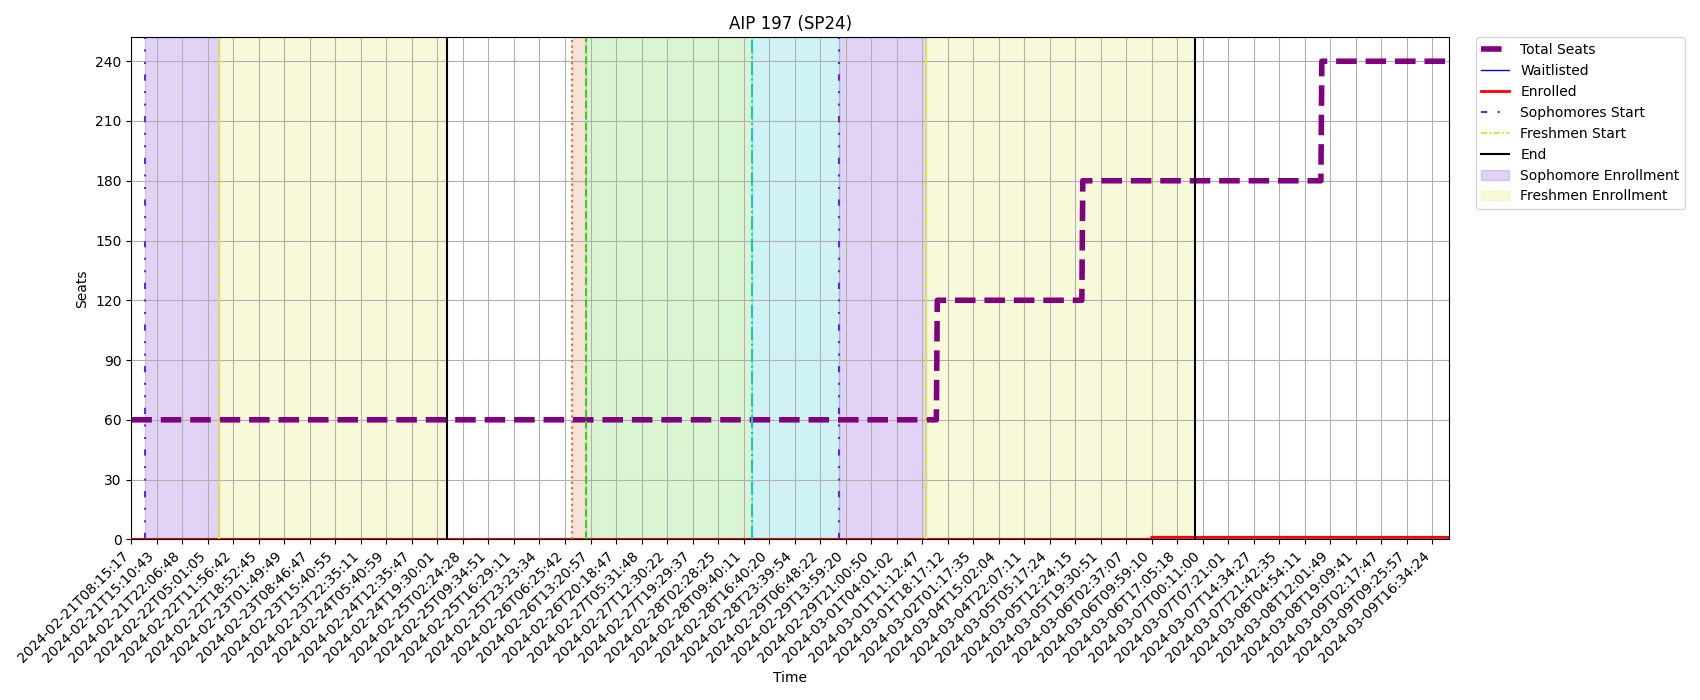 AIP 197 (SP24)
Total Seats
Waitlisted
Enrolled
Sophomores Start
Freshmen Start
End
Sophomore Enrollment
Freshmen Enrollment
Seats
240
210
180
150
120
90
60
30
0
2024-02-21T08:15:17
2024-02-21T15:10:43
2024-02-21T22:06:48
2024-02-22T05:01:05
2024-02-22T11:56:42
2024-02-22T18:52:45
2024-02-23T01:49:49
2024-02-23T08:46:47
2024-02-23T15:40:55
2024-02-23T22:35:11
2024-02-24T05:40:59
2024-02-24T12:35:47
2024-02-24T19:30:01
2024-02-25T02:24:28
2024-02-25T09:34:51
2024-02-25T16:29:11
2024-02-25T23:23:34
2024-02-26T06:25:42
2024-02-26T13:20:57
2024-02-26T20:18:47
2024-02-27T05:31:48
2024-02-27T12:30:22
2024-02-27T19:29:37
2024-02-28T02:28:25
2024-02-28T09:40:11
2024-02-28T16:40:20
2024-02-28T23:39:54
2024-02-29T06:48:22
2024-02-29T13:59:20
2024-02-29T21:00:50
2024-03-01T04:01:02
2024-03-01T11:12:47
2024-03-01T18:17:12
2024-03-02T01:17:35
2024-03-04T15:02:04
2024-03-04T22:07:11
2024-03-05T05:17:24
2024-03-05T12:24:15
2024-03-05T19:30:51
2024-03-06T02:37:07
2024-03-06T09:59:10
2024-03-06T17:05:18
2024-03-07T00:11:00
2024-03-07T07:21:01
2024-03-07T14:34:27
2024-03-07T21:42:35
2024-03-08T04:54:11
2024-03-08T12:01:49
2024-03-08T19:09:41
2024-03-09T02:17:47
2024-03-09T09:25:57
2024-03-09T16:34:24
Time